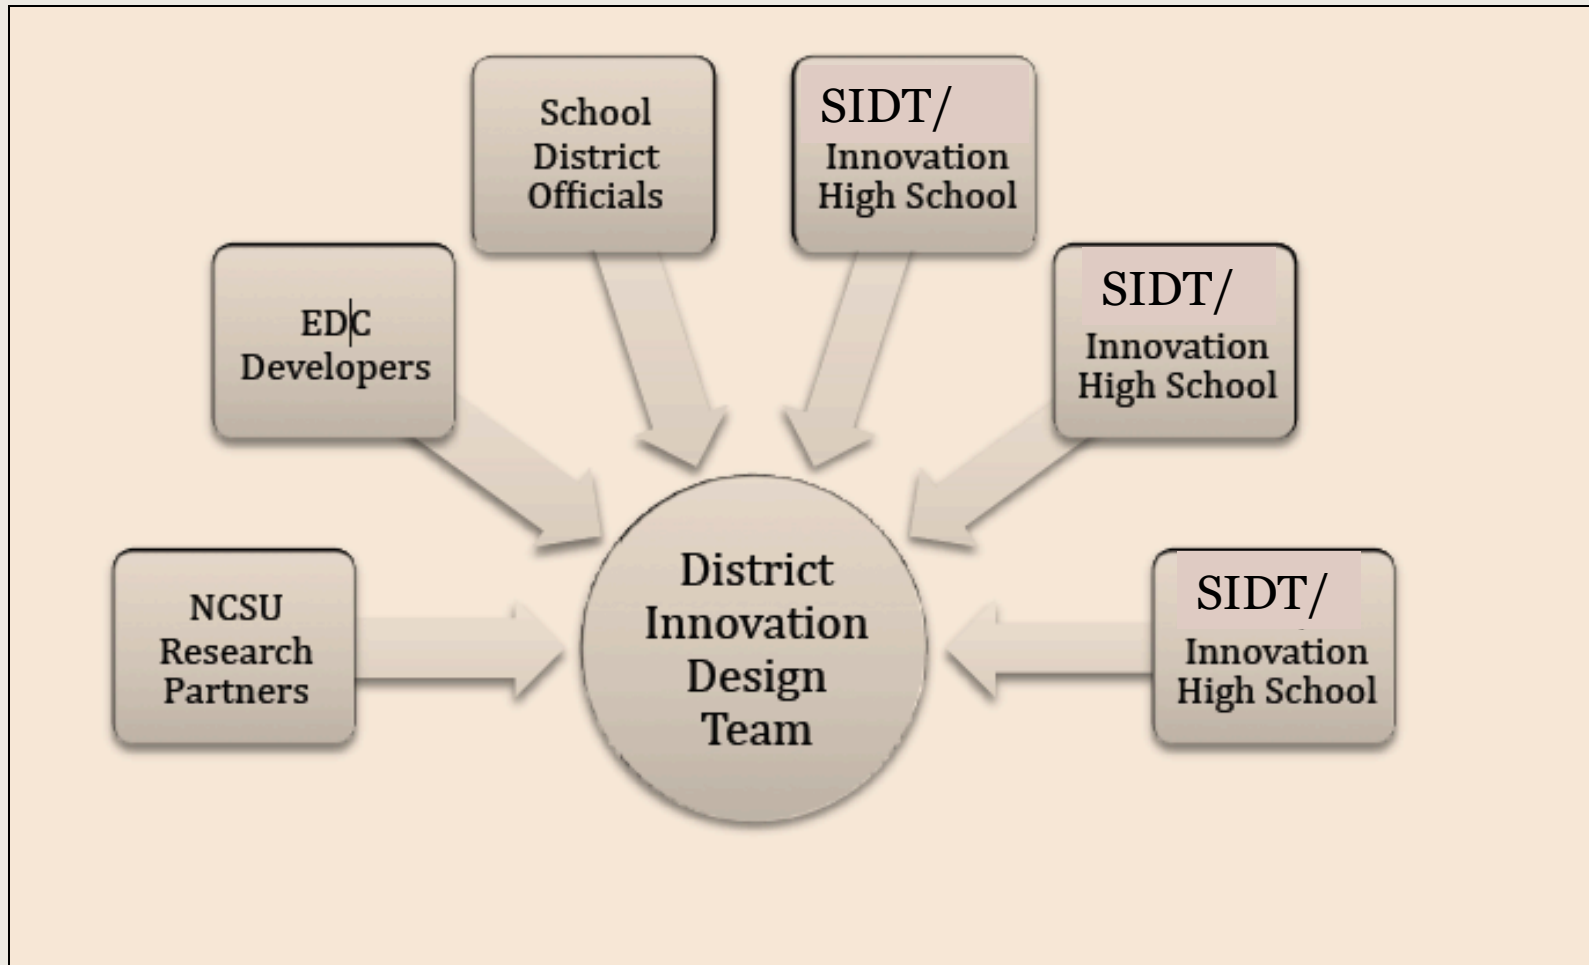 School
District
Officials
SIDT/
Innovation
High School
EDC
Developers
SIDT/
Innovation
High School
NCSU
Research
Partners
District
Innovation
Design
Team
SIDT/
Innovation
High School